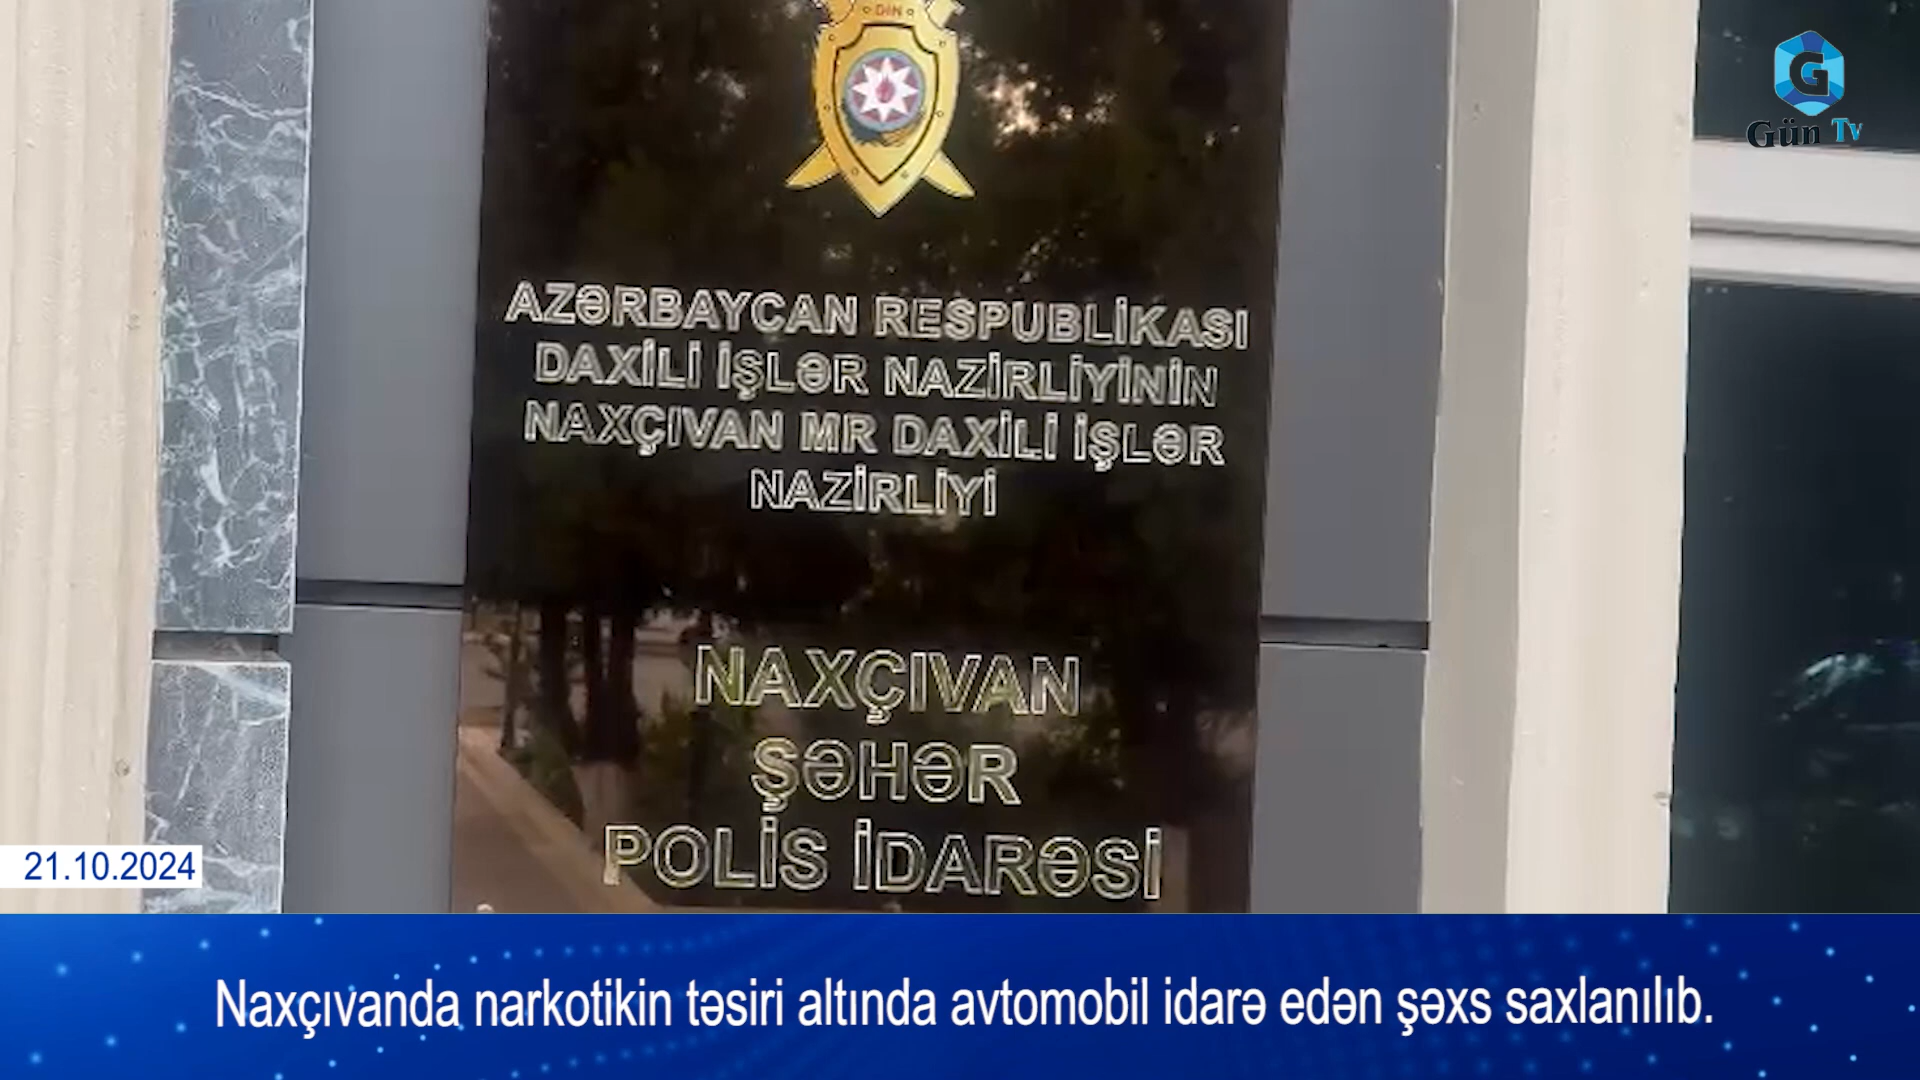 DİN
G
Gün Tv
AZƏRBAYCAN RESPUBLİKASI
DAXİLİ İŞLƏR NAZİRLİYİNİN
NAXÇIVAN MR DAXİLİ İŞLƏR
NAZİRLİYİ
NAXÇIVAN
ŞƏHƏR
POLİS İDARƏSİ
21.10.2024
Naxçıvanda narkotikin təsiri altında avtomobil idarə edən şəxs saxlanılıb.